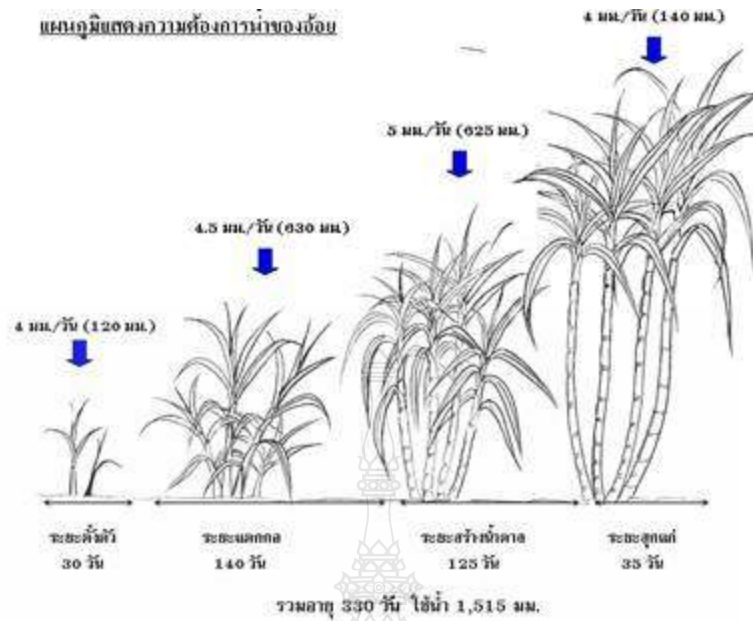 แผนภูมิแสดงความต้องการน้ำของอ้อย
4 มม./วัน (140 มม.)
5 มม./วัน (625 มม.)
4.5 มม./วัน (630 มม.)
4 มม./วัน (120 มม.)
ระยะตั้งตัว
30 วัน
ระยะแตกกอ
140 วัน
ระยะสร้างน้ำตาล
125 วัน
ระยะสุกแก่
35 วัน
รวมอายุ 330 วัน ใช้น้ำ 1,515 มม.